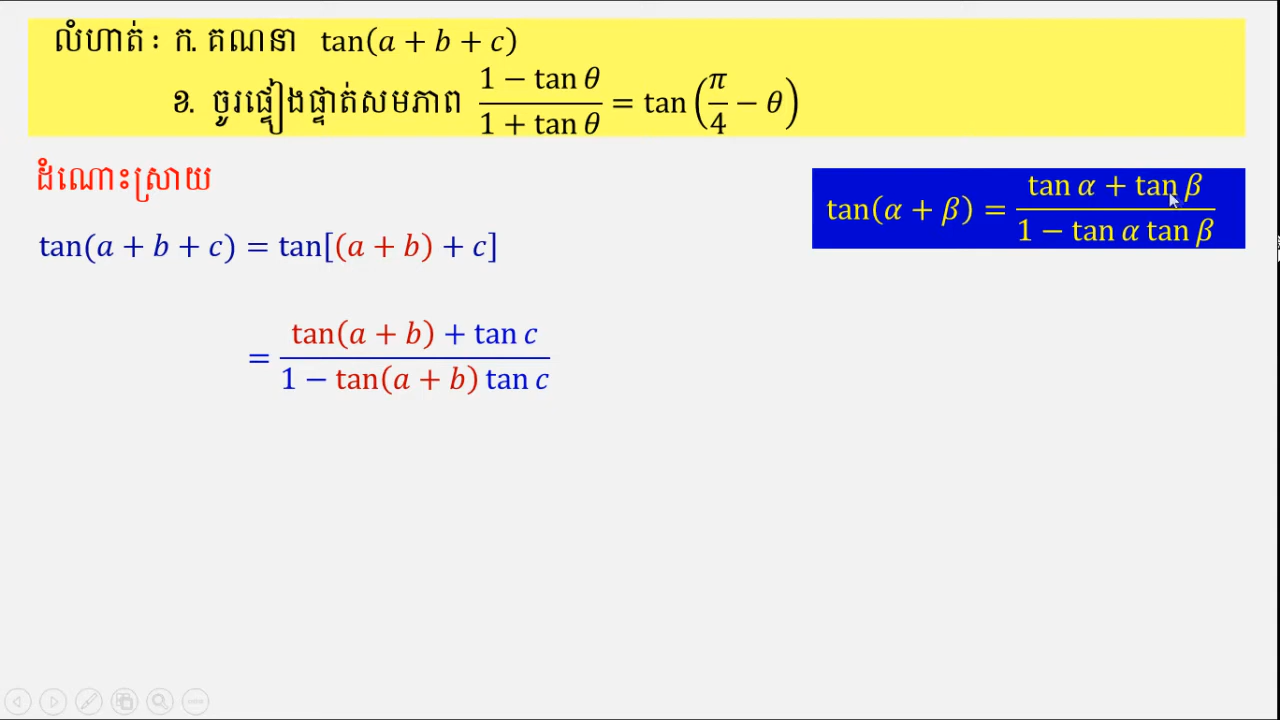 លំហាត់ៈ ក. គណនា tan(a + b + c)
ខ. ចូរផ្ទៀងផ្ទាត់សមភាព (1 − tan θ)/(1 + tan θ) = tan(π/4 − θ)
ដំណោះស្រាយ
tan(α + β) = (tan α + tan β)/(1 − tan α tan β)
tan(a + b + c) = tan[(a + b) + c]
= (tan(a + b) + tan c)/(1 − tan(a + b) tan c)